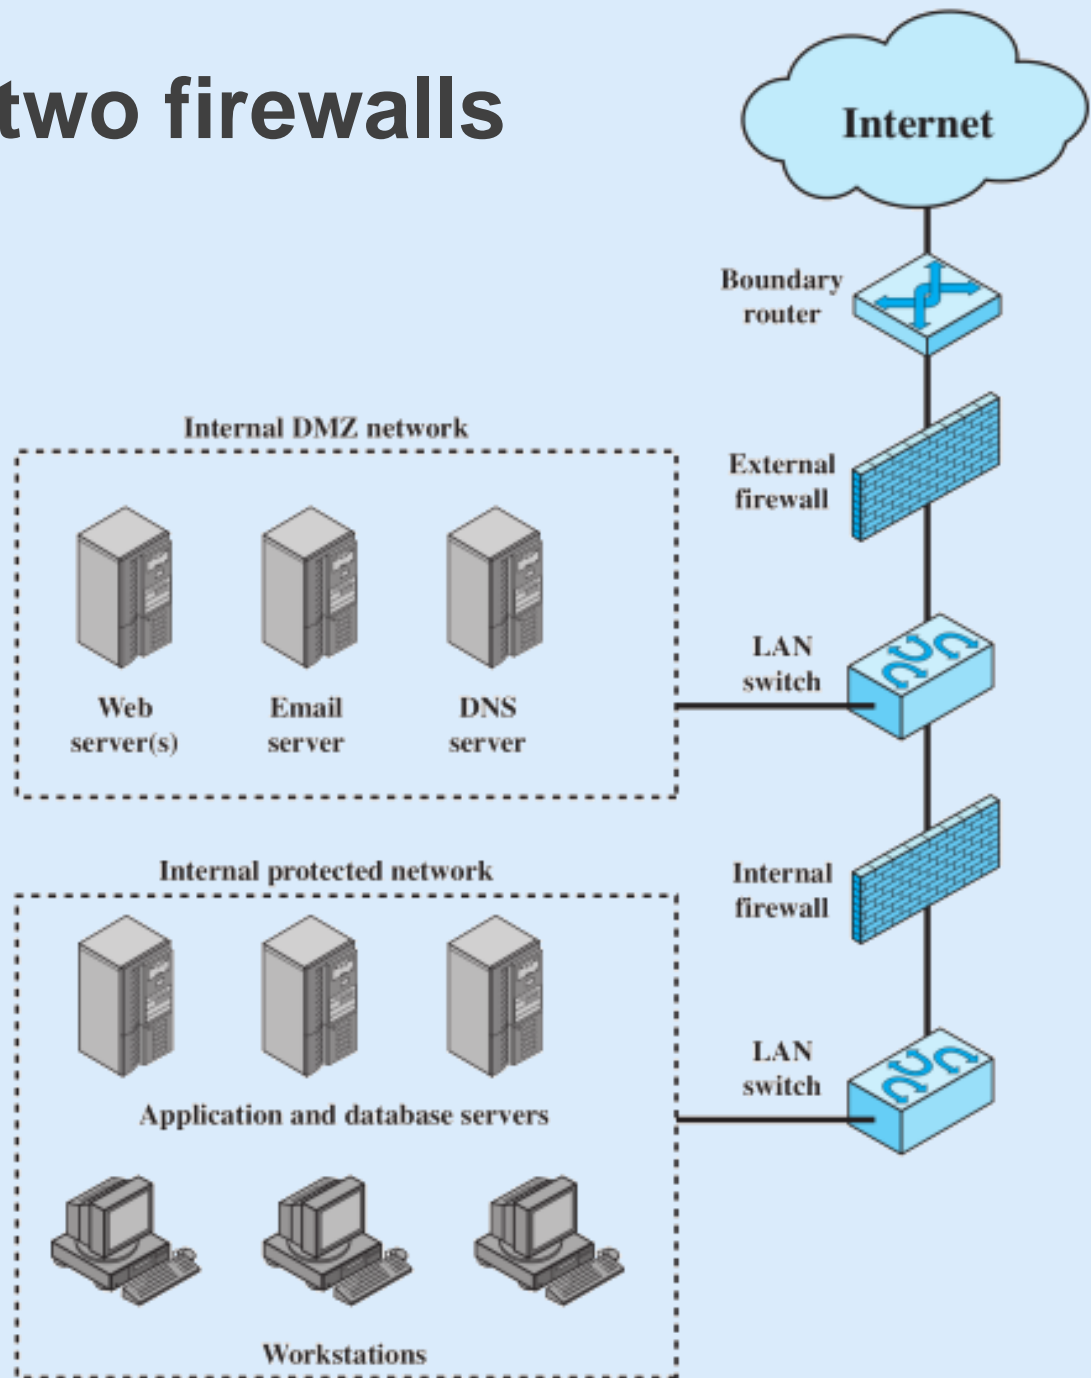 two firewalls
Internet
Boundary
router
Internal DMZ network
External
firewall
Web
server(s)
Email
server
DNS
server
LAN
switch
Internal protected network
Internal
firewall
Application and database servers
LAN
switch
Workstations